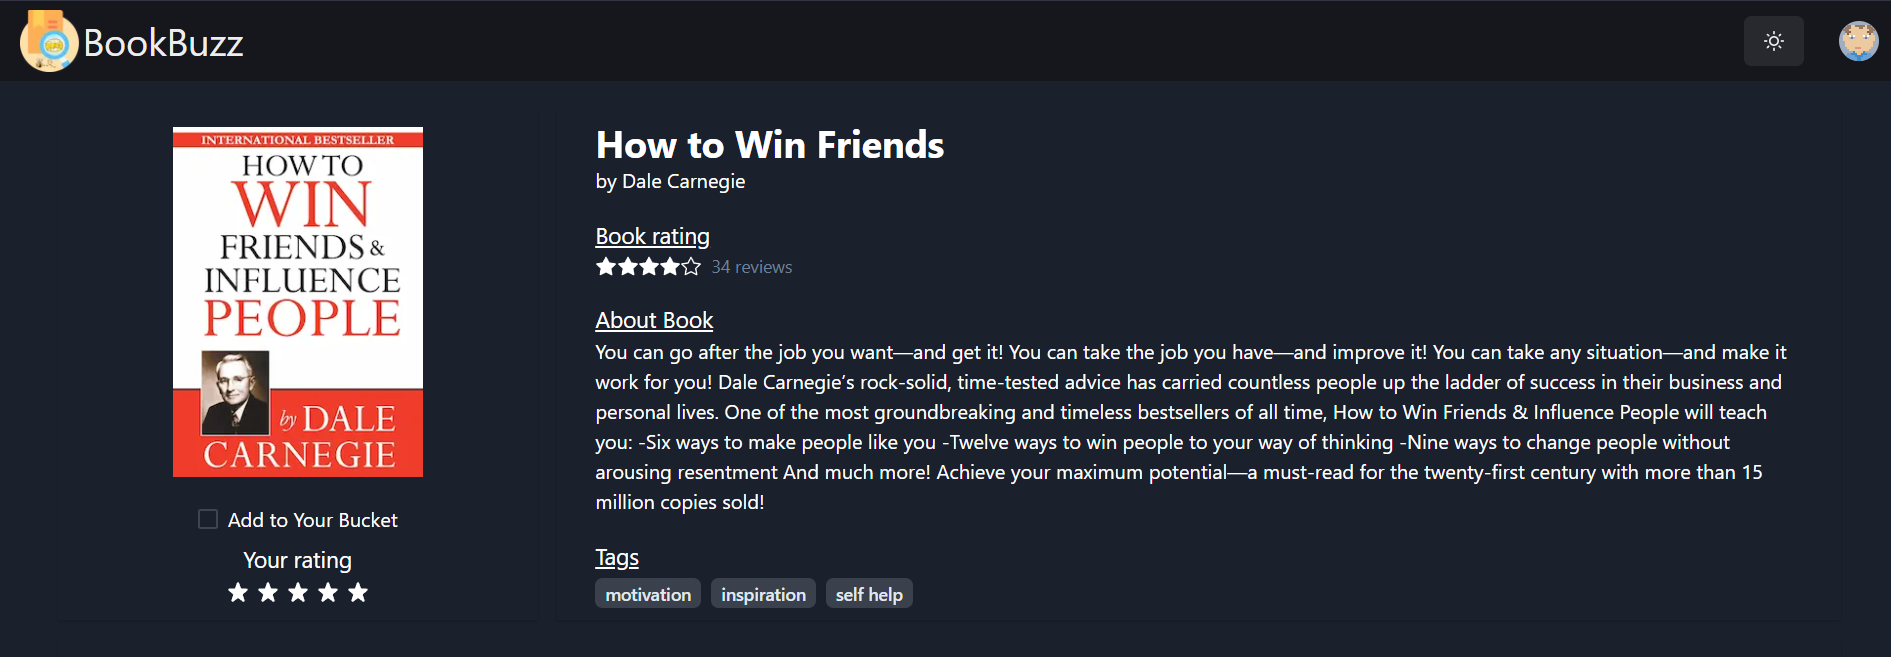 BookBuzz
INTERNATIONAL BESTSELLER
HOW TO
WIN
FRIENDS &
INFLUENCE
PEOPLE
by DALE
CARNEGIE
Add to Your Bucket
Your rating
How to Win Friends
by Dale Carnegie
Book rating
34 reviews
About Book
You can go after the job you want—and get it! You can take the job you have—and improve it! You can take any situation—and make it
work for you! Dale Carnegie’s rock-solid, time-tested advice has carried countless people up the ladder of success in their business and
personal lives. One of the most groundbreaking and timeless bestsellers of all time, How to Win Friends & Influence People will teach
you: -Six ways to make people like you -Twelve ways to win people to your way of thinking -Nine ways to change people without
arousing resentment And much more! Achieve your maximum potential—a must-read for the twenty-first century with more than 15
million copies sold!
Tags
motivation inspiration self help